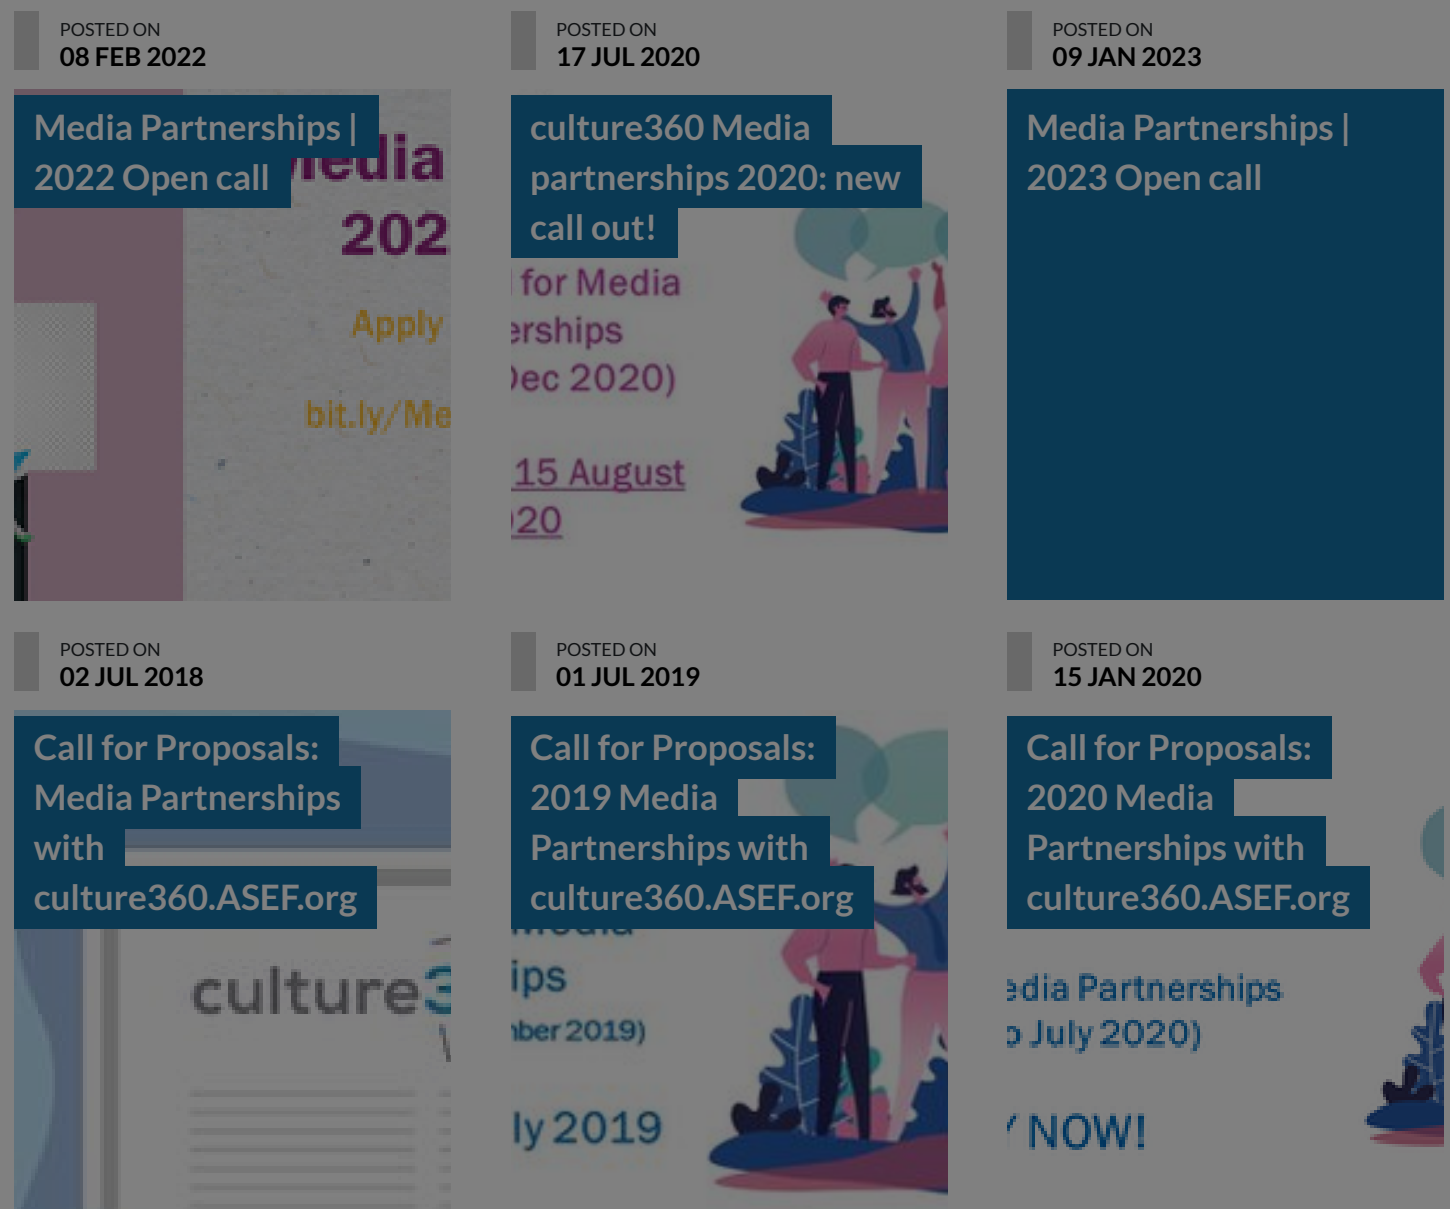 POSTED ON
08 FEB 2022
Media Partnerships |
2022 Open call
202
Apply
bit.ly/Me
POSTED ON
17 JUL 2020
culture360 Media
partnerships 2020: new
call out!
for Media
erships
Dec 2020)
15 August
20
POSTED ON
09 JAN 2023
Media Partnerships |
2023 Open call
POSTED ON
02 JUL 2018
Call for Proposals:
Media Partnerships
with
culture360.ASEF.org
culture3
POSTED ON
01 JUL 2019
Call for Proposals:
2019 Media
Partnerships with
culture360.ASEF.org
ips
ber 2019)
ly 2019
POSTED ON
15 JAN 2020
Call for Proposals:
2020 Media
Partnerships with
culture360.ASEF.org
edia Partnerships
o July 2020)
NOW!